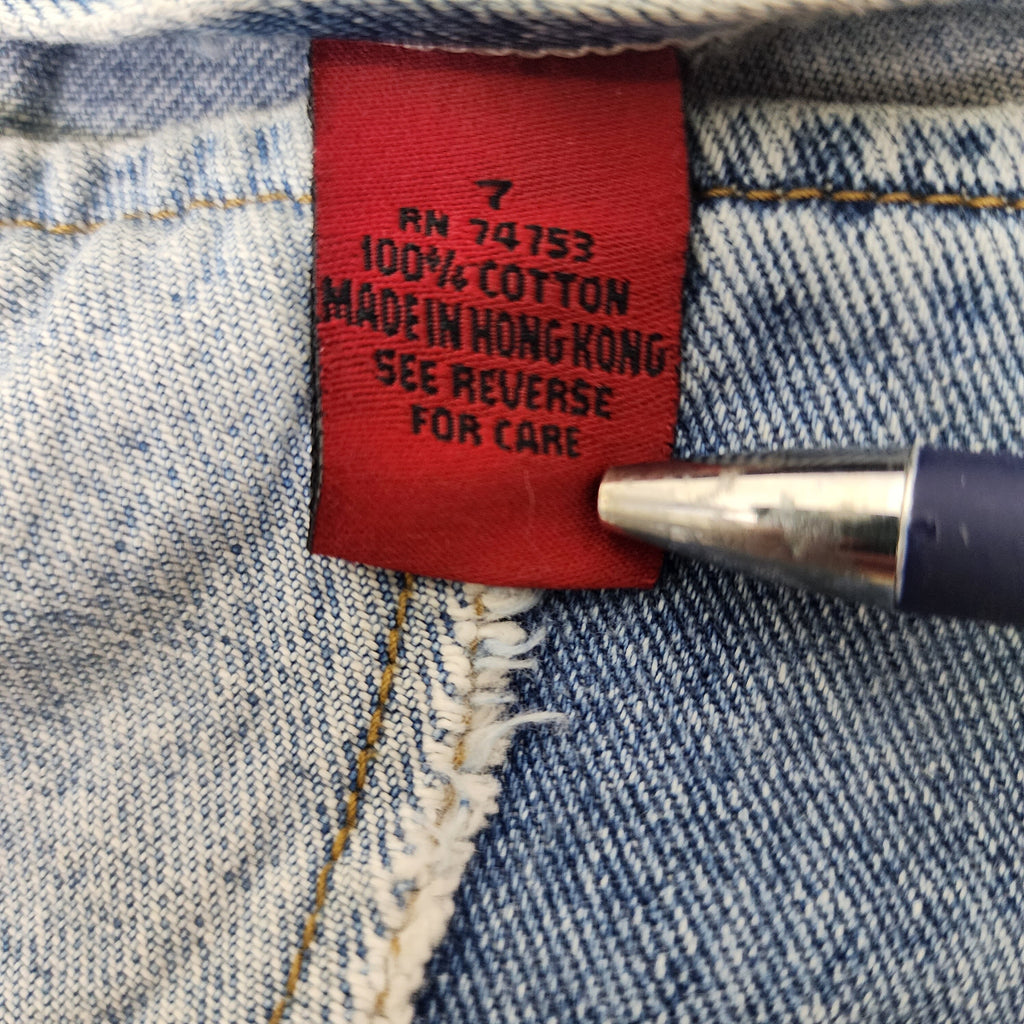 7
RN 74753
100% COTTON
MADE IN HONG KONG
SEE REVERSE
FOR CARE